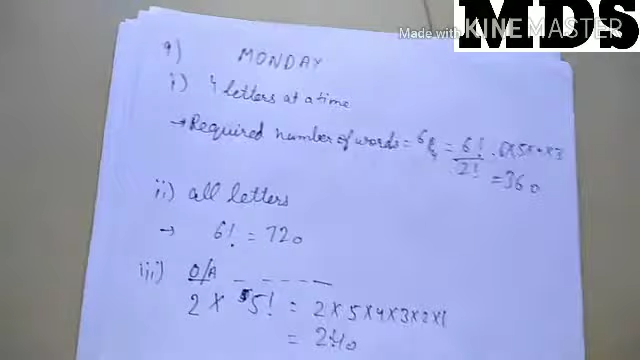 MDS
Made with KINEMASTER
9) MONDAY
i) 4 letters at a time
→ Required number of words = ⁶P₄ = 6!/2! = 6×5×4×3
= 360
ii) all letters
→ 6! = 720
iii) O/A _ _ _ _ _
2 × 5! = 2×5×4×3×2×1
= 240